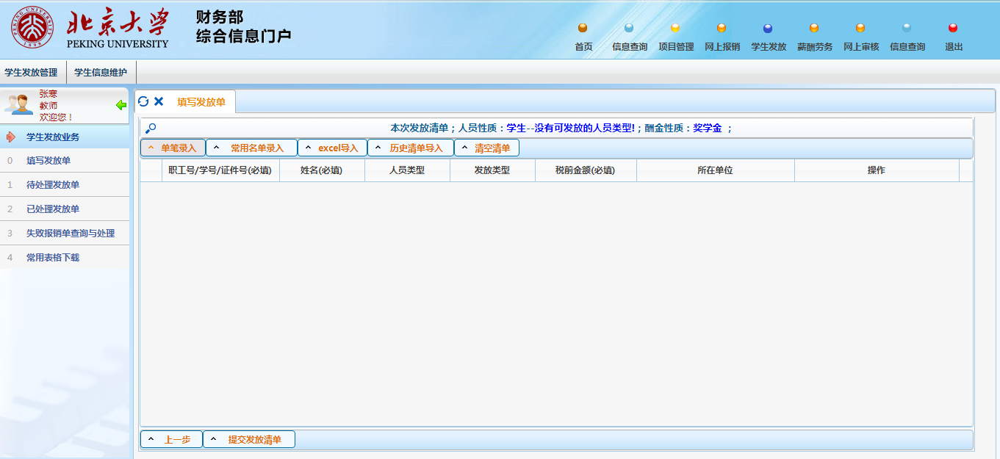 北京大学
PEKING UNIVERSITY
PEKING UNIVERSITY
1898
财务部
综合信息门户
首页 信息查询 项目管理 网上报销 学生发放 薪酬劳务 网上审核 信息查询 退出
学生发放管理 学生信息维护
张寒
教师
欢迎您！
学生发放业务
0 填写发放单
1 待处理发放单
2 已处理发放单
3 失败报销单查询与处理
4 常用表格下载
填写发放单
本次发放清单；人员性质：学生--没有可发放的人员类型!；酬金性质：奖学金 ；
单笔录入 常用名单录入 excel导入 历史清单导入 清空清单
职工号/学号/证件号(必填) 姓名(必填) 人员类型 发放类型 税前金额(必填) 所在单位 操作
上一步 提交发放清单